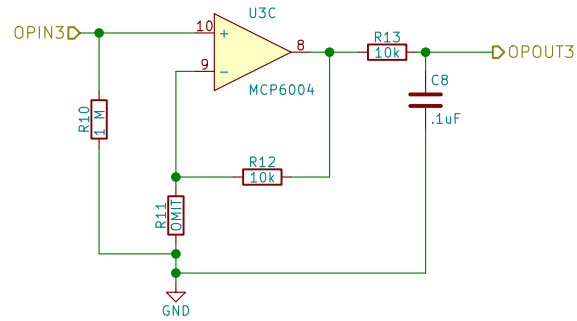 U3C
OPIN3
10
+
8
R13
10k
OPOUT3
9
−
MCP6004
C8
.1uF
R10
1 M
R12
10k
R11
OMIT
GND